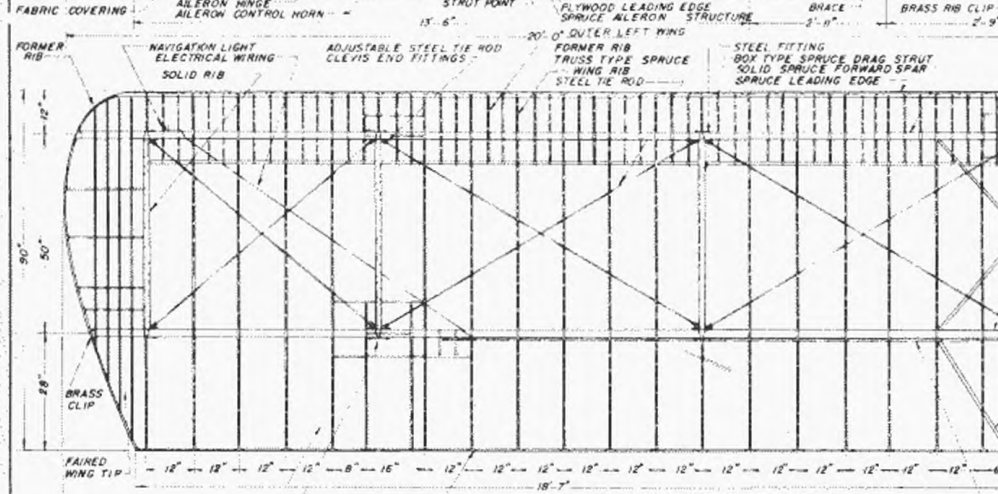 FABRIC COVERING
AILERON HINGE
AILERON CONTROL HORN
STRUT POINT
PLYWOOD LEADING EDGE
SPRUCE AILERON STRUCTURE
BRACE
BRASS RIB CLIP
13'-6"
2'-11"
2'-9"
20'-0" OUTER LEFT WING
FORMER
RIB
NAVIGATION LIGHT
ELECTRICAL WIRING
SOLID RIB
ADJUSTABLE STEEL TIE ROD
CLEVIS END FITTINGS
FORMER RIB
TRUSS TYPE SPRUCE
WING RIB
STEEL TIE ROD
STEEL FITTING
BOX TYPE SPRUCE DRAG STRUT
SOLID SPRUCE FORWARD SPAR
SPRUCE LEADING EDGE
12"
90"
50"
28"
BRASS
CLIP
FAIRED
WING TIP
12" 12" 12" 12" 8" 16" 12" 12" 12" 12" 12" 12" 12" 12" 12" 12" 12" 12"
18'-7"